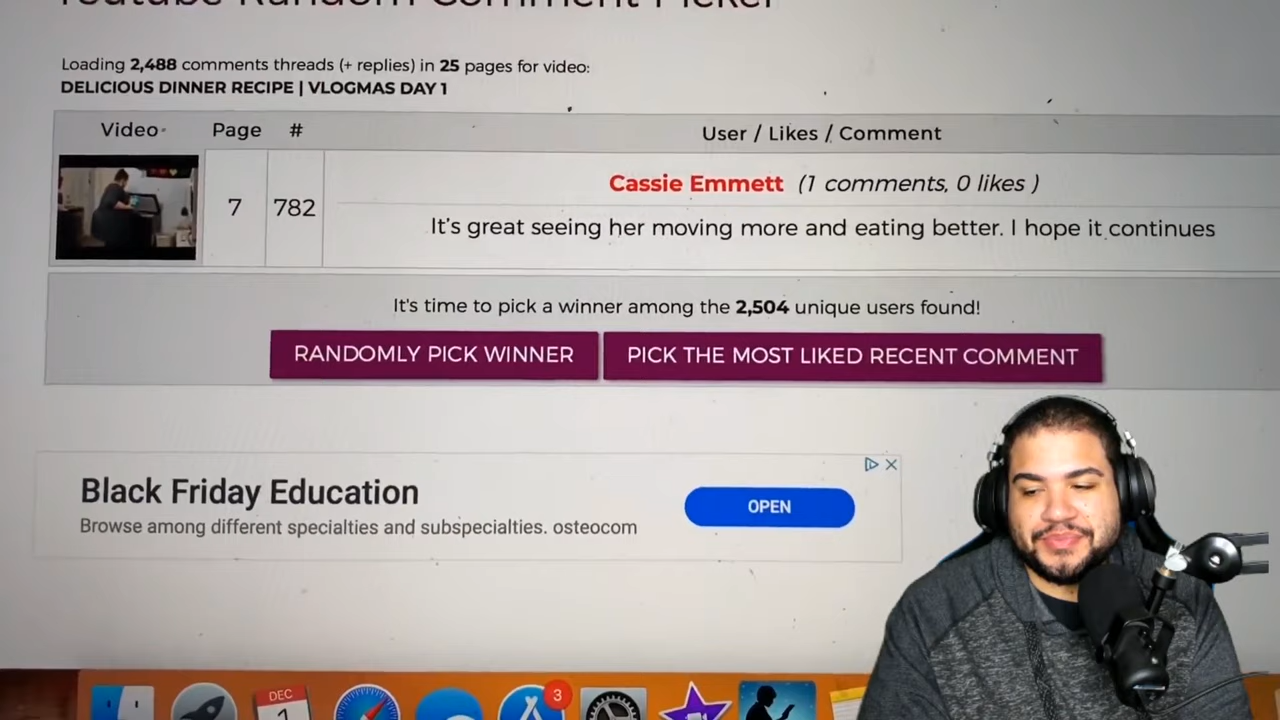 Youtube Random Comment Picker
Loading 2,488 comments threads (+ replies) in 25 pages for video:
DELICIOUS DINNER RECIPE | VLOGMAS DAY 1
Video Page # User / Likes / Comment
7 782 Cassie Emmett (1 comments, 0 likes )
It's great seeing her moving more and eating better. I hope it continues
It's time to pick a winner among the 2,504 unique users found!
RANDOMLY PICK WINNER PICK THE MOST LIKED RECENT COMMENT
Black Friday Education
Browse among different specialties and subspecialties. osteocom
OPEN
DEC
3
1